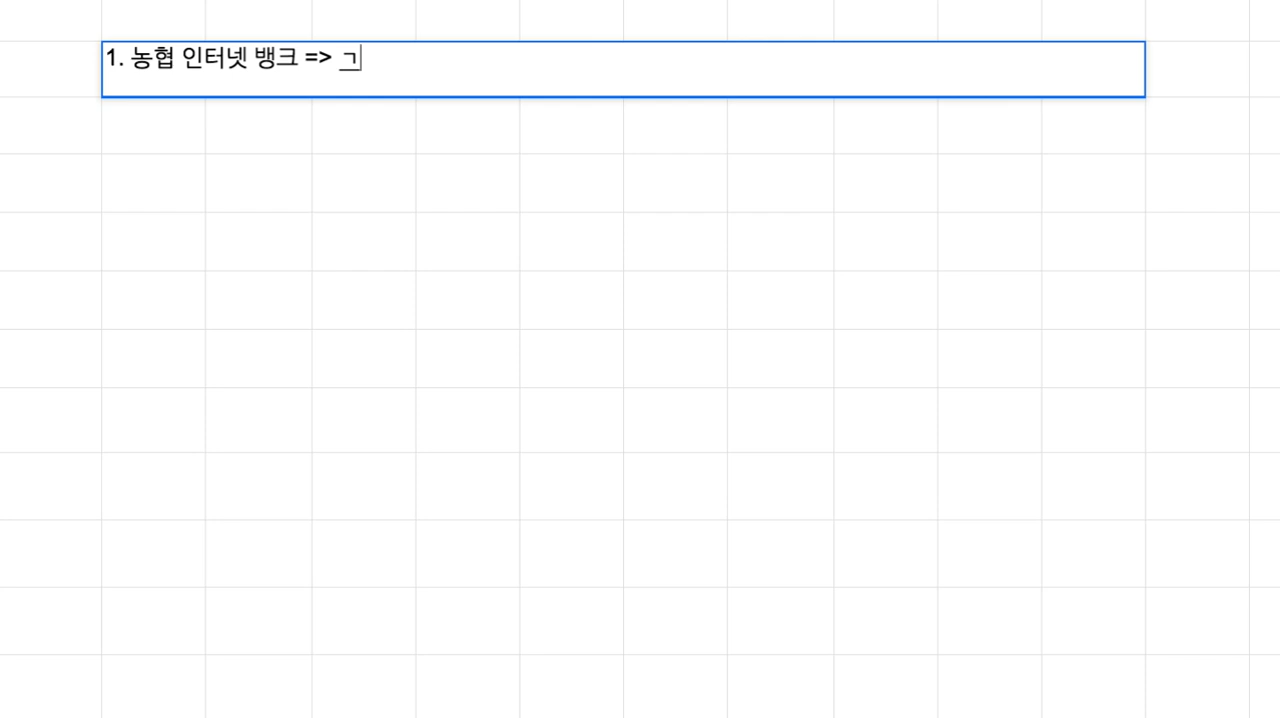 1. 농협 인터넷 뱅크 => ㄱ